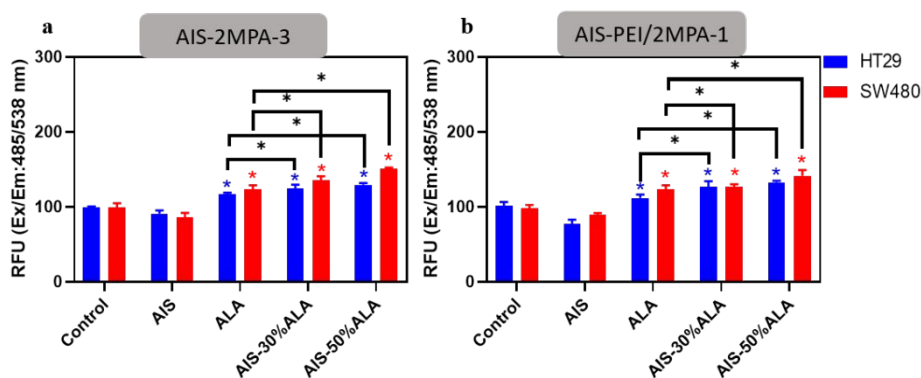 a
AIS-2MPA-3
RFU (Ex/Em:485/538 nm)
300
200
100
0
*
*
*
*
* * * * * *
Control
AIS
ALA
AIS-30%ALA
AIS-50%ALA
b
AIS-PEI/2MPA-1
RFU (Ex/Em:485/538 nm)
300
200
100
0
*
*
*
*
* * * * * *
Control
AIS
ALA
AIS-30%ALA
AIS-50%ALA
HT29
SW480